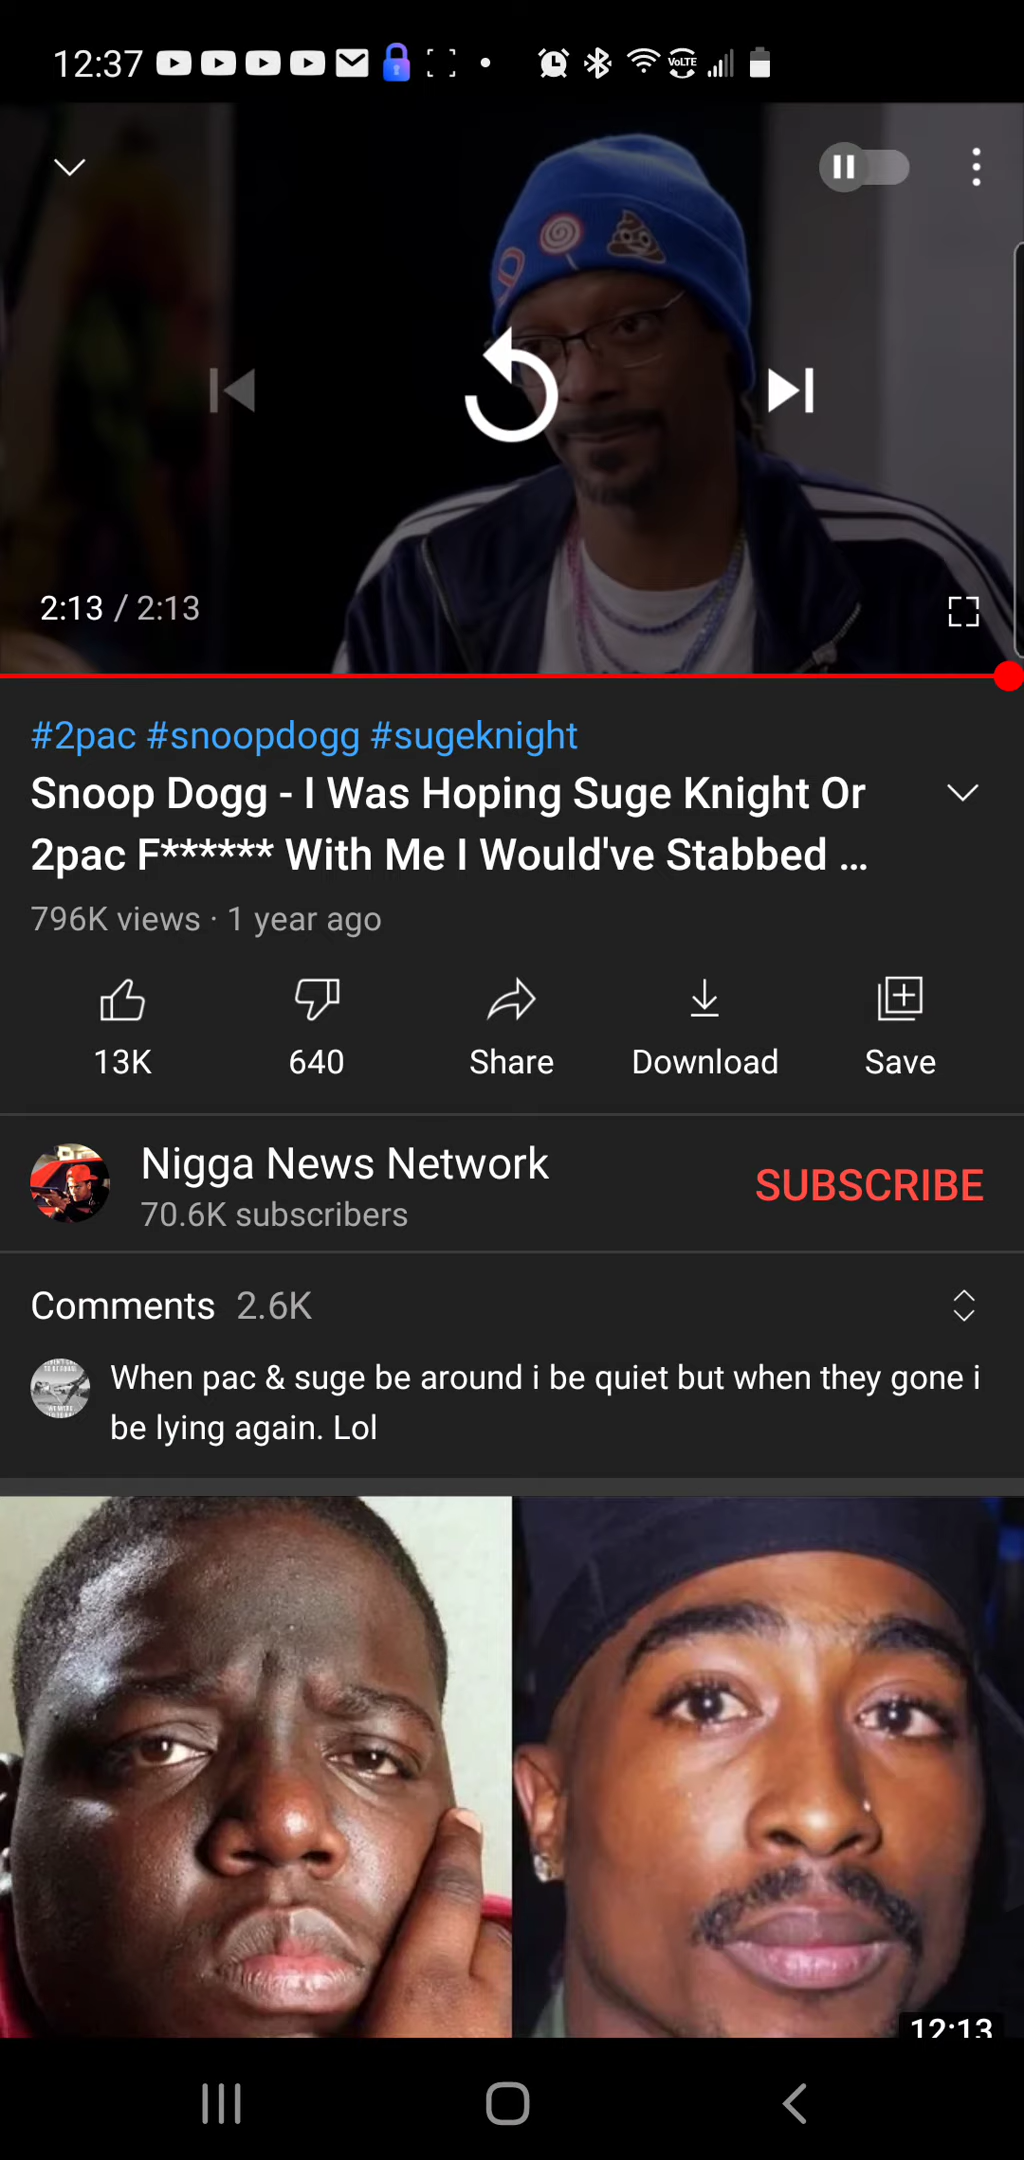 12:37
VoLTE
2:13 / 2:13
#2pac #snoopdogg #sugeknight
Snoop Dogg - I Was Hoping Suge Knight Or
2pac F****** With Me I Would've Stabbed ...
796K views · 1 year ago
13K 640 Share Download Save
Nigga News Network
70.6K subscribers
SUBSCRIBE
Comments 2.6K
When pac & suge be around i be quiet but when they gone i
be lying again. Lol
12:13